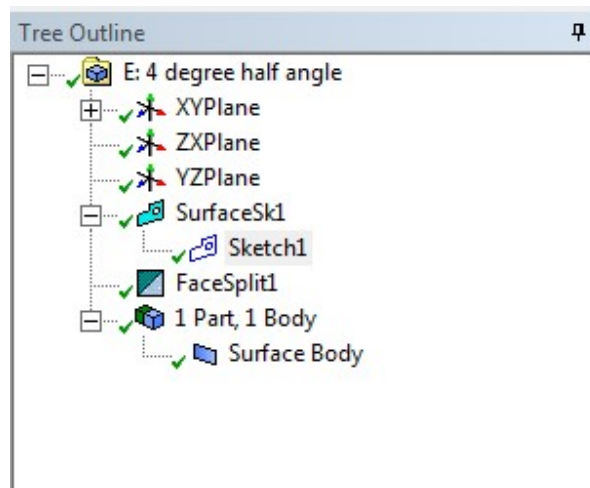 Tree Outline
E: 4 degree half angle
XYPlane
ZXPlane
YZPlane
SurfaceSk1
Sketch1
FaceSplit1
1 Part, 1 Body
Surface Body